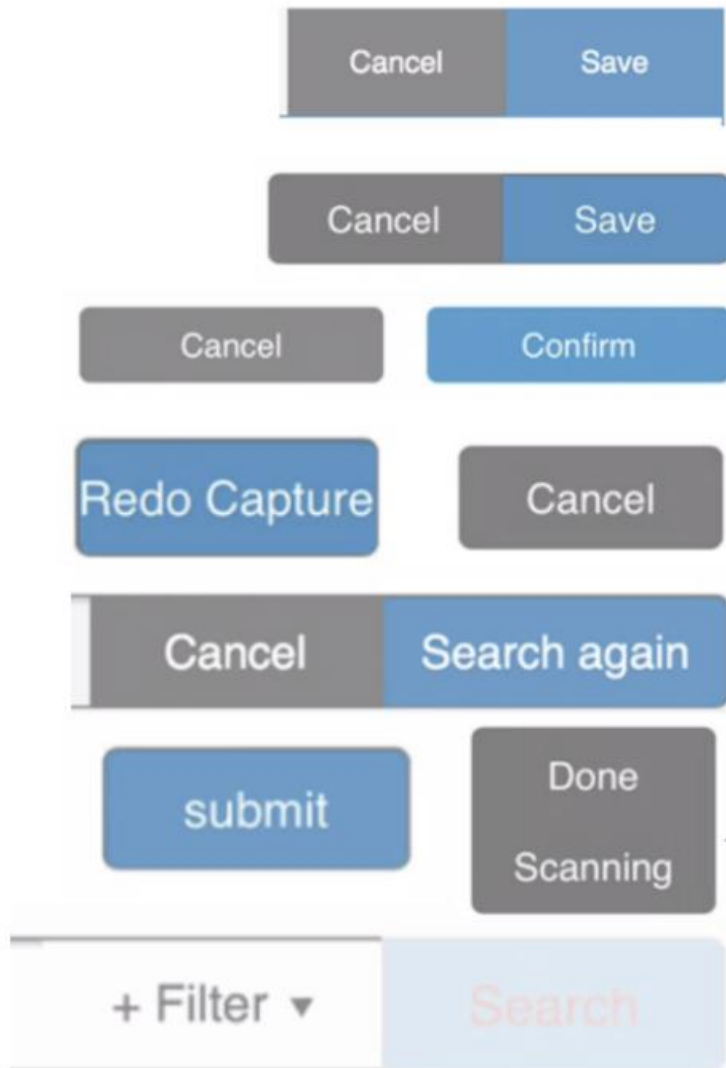 Cancel Save
Cancel Save
Cancel Confirm
Redo Capture Cancel
Cancel Search again
submit
Done
Scanning
+ Filter ▾ Search